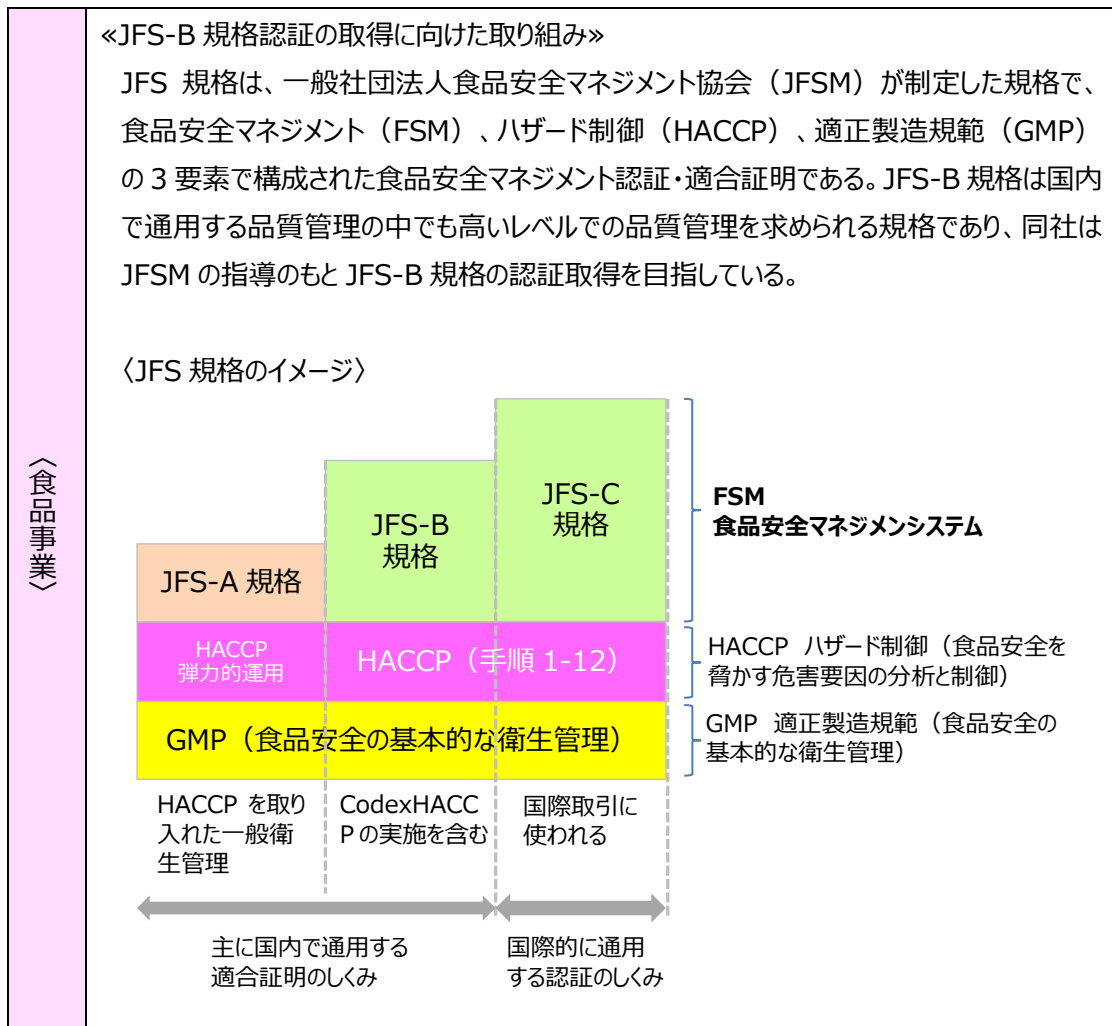 〈食品事業〉
≪JFS-B 規格認証の取得に向けた取り組み≫
JFS 規格は、一般社団法人食品安全マネジメント協会（JFSM）が制定した規格で、
食品安全マネジメント（FSM）、ハザード制御（HACCP）、適正製造規範（GMP）
の 3 要素で構成された食品安全マネジメント認証・適合証明である。JFS-B 規格は国内
で通用する品質管理の中でも高いレベルでの品質管理を求められる規格であり、同社は
JFSM の指導のもと JFS-B 規格の認証取得を目指している。
〈JFS 規格のイメージ〉
JFS-A 規格
JFS-B
規格
JFS-C
規格
FSM
食品安全マネジメンシステム
HACCP
弾力的運用
HACCP（手順 1-12）
HACCP ハザード制御（食品安全を
脅かす危害要因の分析と制御）
GMP（食品安全の基本的な衛生管理）
GMP 適正製造規範（食品安全の
基本的な衛生管理）
HACCP を取り
入れた一般衛
生管理
CodexHACC
P の実施を含む
国際取引に
使われる
主に国内で通用する
適合証明のしくみ
国際的に通用
する認証のしくみ